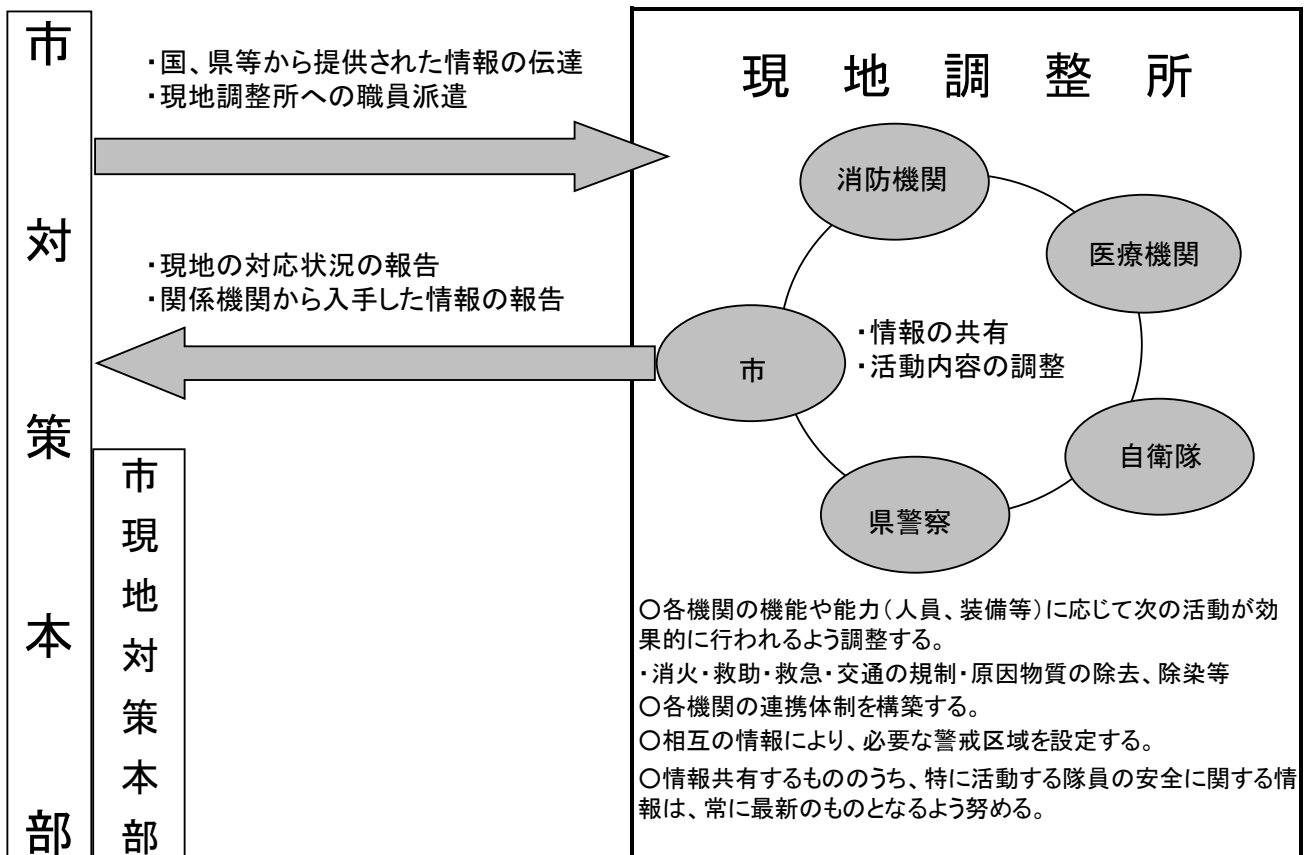 市対策本部
市現地対策本部
・国、県等から提供された情報の伝達
・現地調整所への職員派遣
・現地の対応状況の報告
・関係機関から入手した情報の報告
現地調整所
消防機関
医療機関
市
・情報の共有
・活動内容の調整
自衛隊
県警察
○各機関の機能や能力(人員、装備等)に応じて次の活動が効
果的に行われるよう調整する。
・消火・救助・救急・交通の規制・原因物質の除去、除染等
○各機関の連携体制を構築する。
○相互の情報により、必要な警戒区域を設定する。
○情報共有するもののうち、特に活動する隊員の安全に関する情
報は、常に最新のものとなるよう努める。